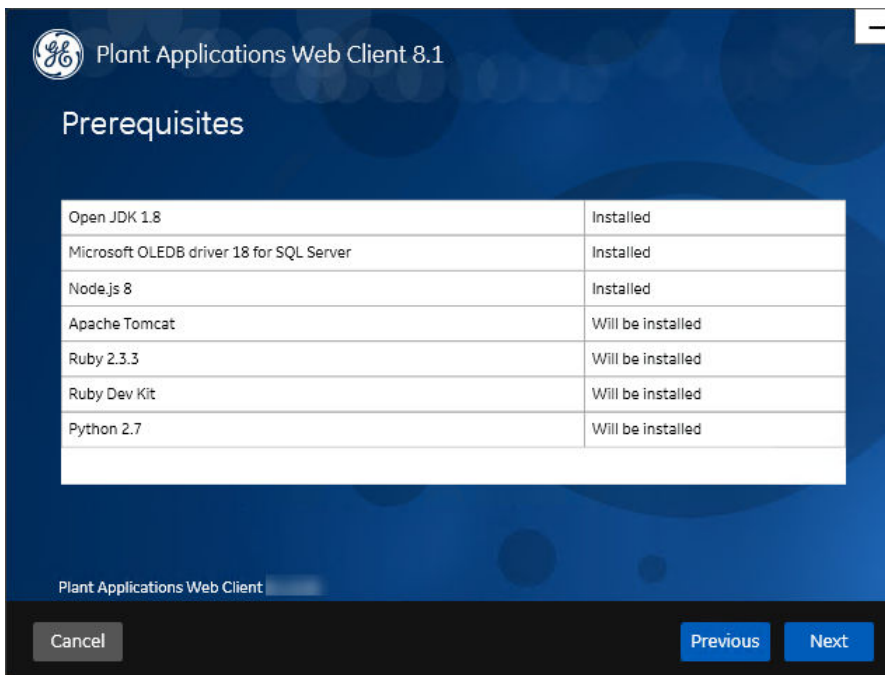 Plant Applications Web Client 8.1
Prerequisites
Open JDK 1.8 Installed
Microsoft OLEDB driver 18 for SQL Server Installed
Node.js 8 Installed
Apache Tomcat Will be installed
Ruby 2.3.3 Will be installed
Ruby Dev Kit Will be installed
Python 2.7 Will be installed
Plant Applications Web Client
Cancel Previous Next